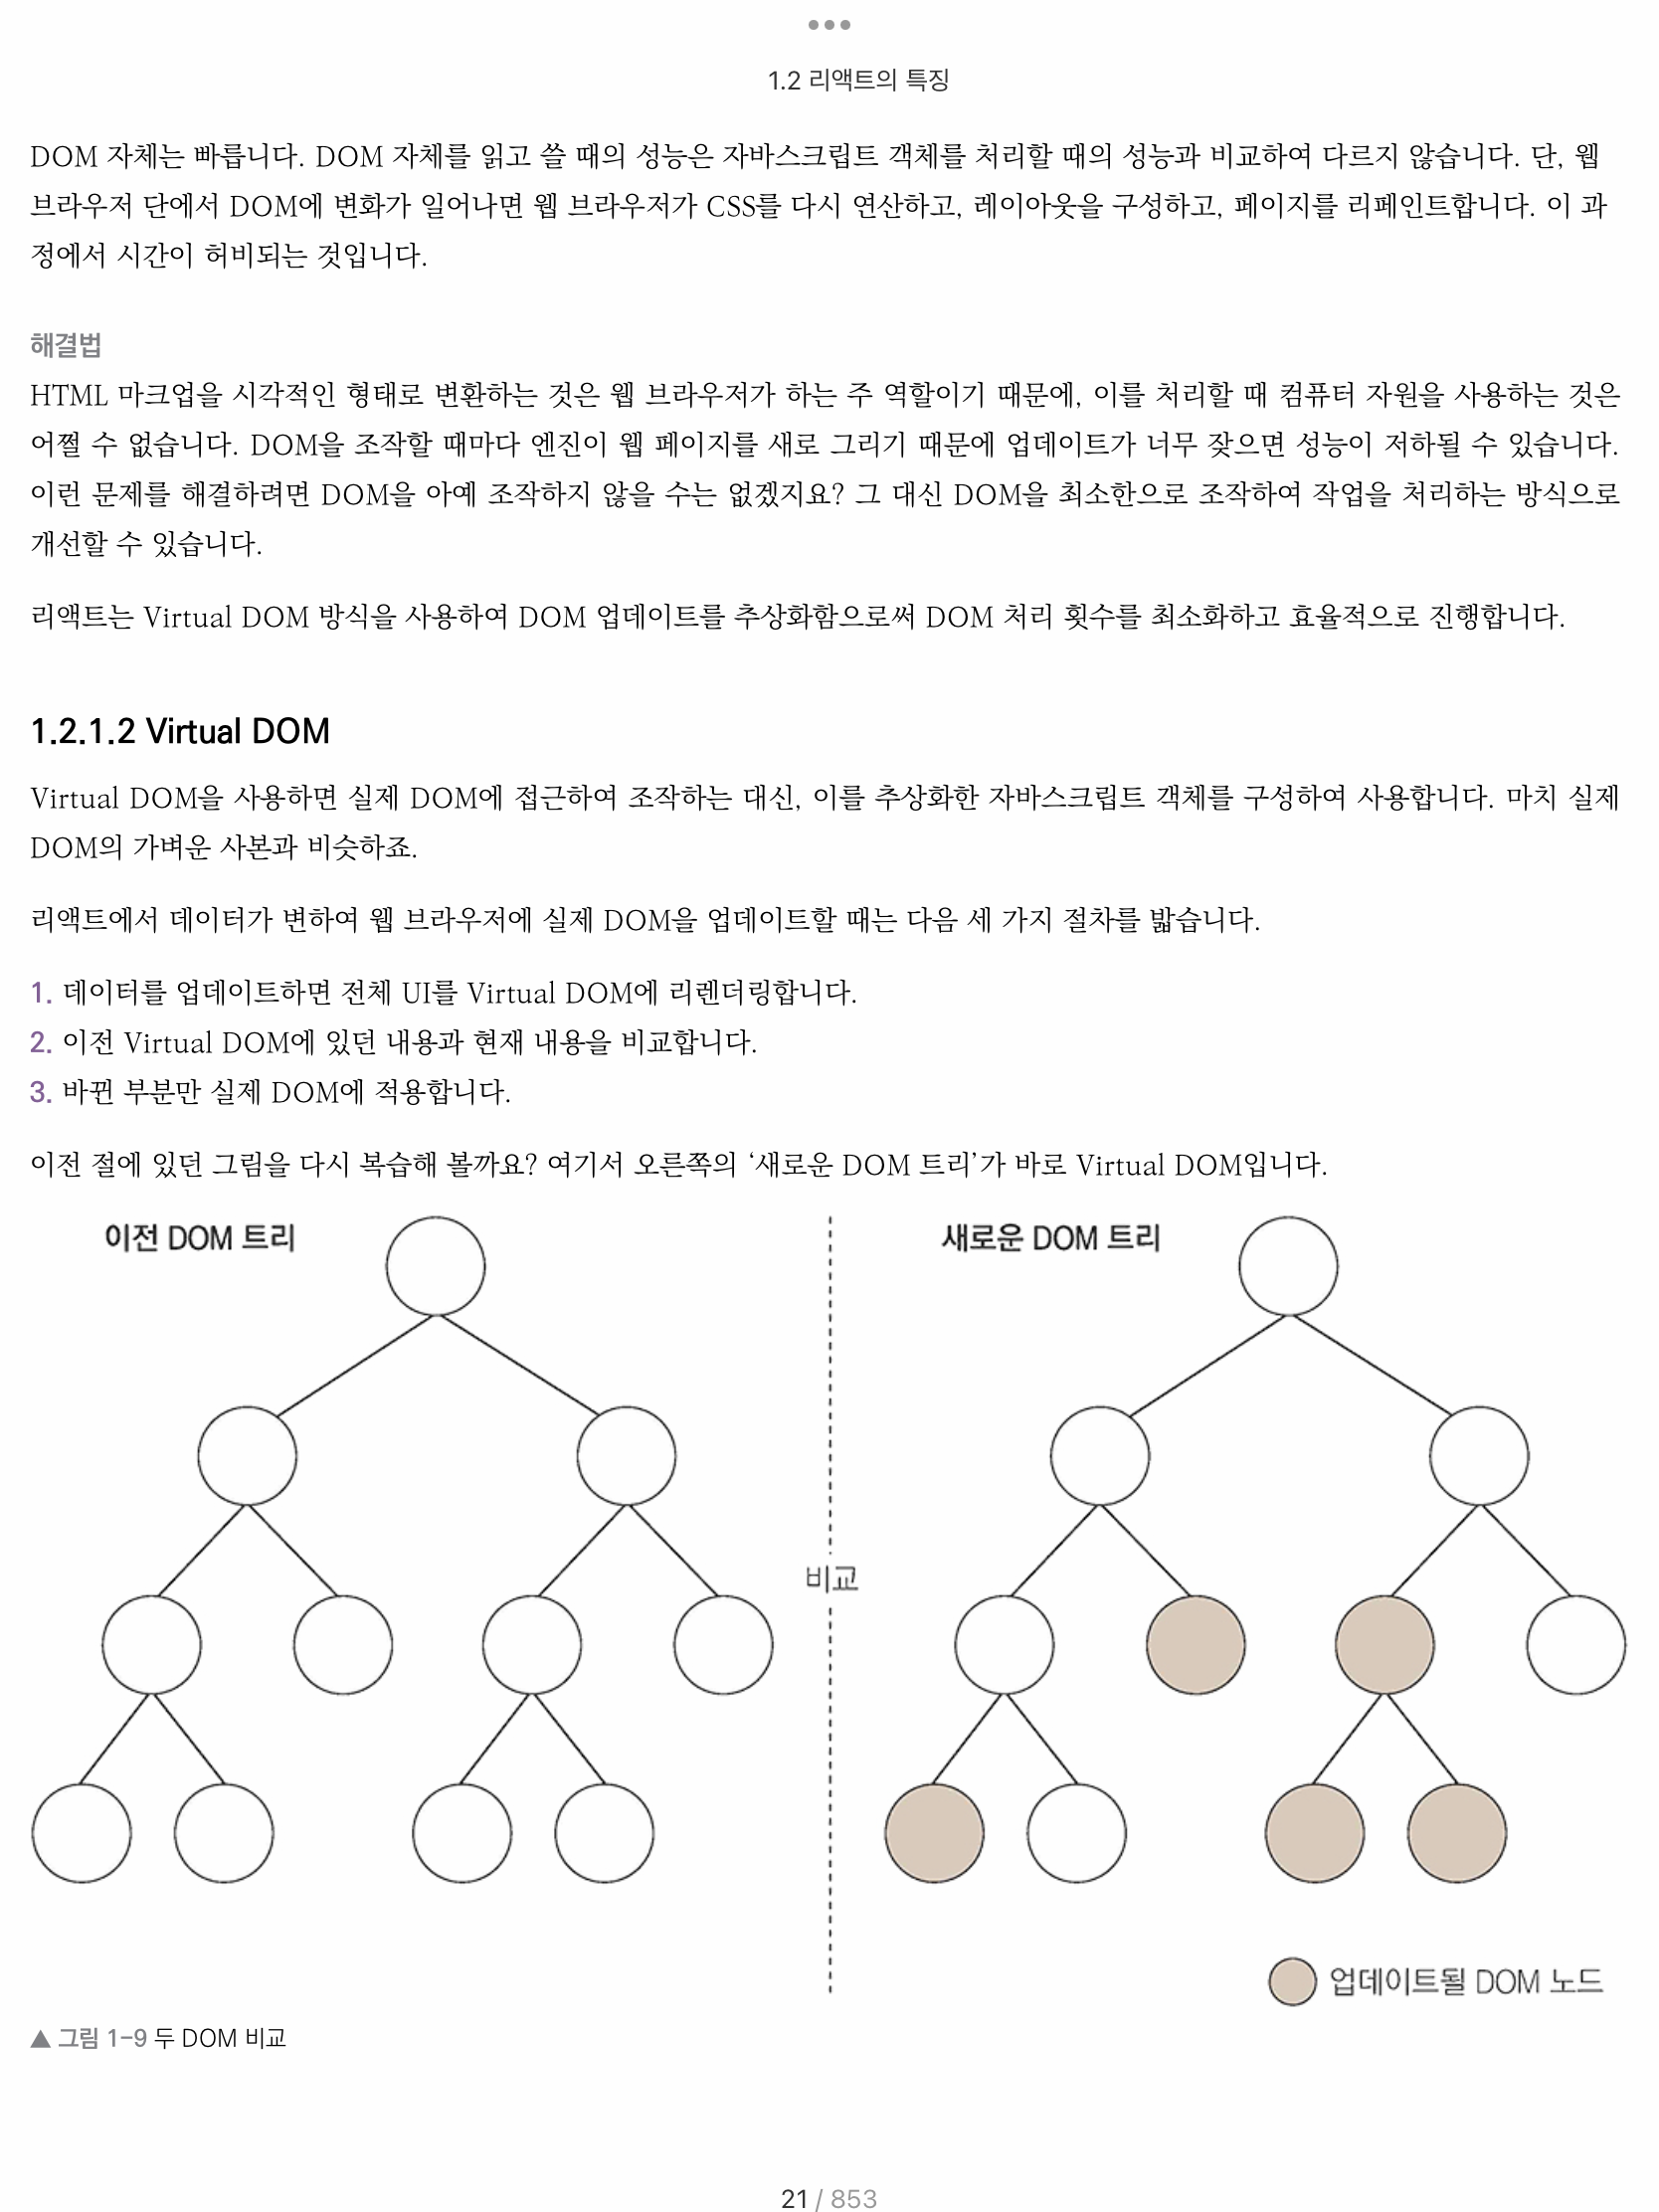 1.2 리액트의 특징
DOM 자체는 빠릅니다. DOM 자체를 읽고 쓸 때의 성능은 자바스크립트 객체를 처리할 때의 성능과 비교하여 다르지 않습니다. 단, 웹
브라우저 단에서 DOM에 변화가 일어나면 웹 브라우저가 CSS를 다시 연산하고, 레이아웃을 구성하고, 페이지를 리페인트합니다. 이 과
정에서 시간이 허비되는 것입니다.
해결법
HTML 마크업을 시각적인 형태로 변환하는 것은 웹 브라우저가 하는 주 역할이기 때문에, 이를 처리할 때 컴퓨터 자원을 사용하는 것은
어쩔 수 없습니다. DOM을 조작할 때마다 엔진이 웹 페이지를 새로 그리기 때문에 업데이트가 너무 잦으면 성능이 저하될 수 있습니다.
이런 문제를 해결하려면 DOM을 아예 조작하지 않을 수는 없겠지요? 그 대신 DOM을 최소한으로 조작하여 작업을 처리하는 방식으로
개선할 수 있습니다.
리액트는 Virtual DOM 방식을 사용하여 DOM 업데이트를 추상화함으로써 DOM 처리 횟수를 최소화하고 효율적으로 진행합니다.
1.2.1.2 Virtual DOM
Virtual DOM을 사용하면 실제 DOM에 접근하여 조작하는 대신, 이를 추상화한 자바스크립트 객체를 구성하여 사용합니다. 마치 실제
DOM의 가벼운 사본과 비슷하죠.
리액트에서 데이터가 변하여 웹 브라우저에 실제 DOM을 업데이트할 때는 다음 세 가지 절차를 밟습니다.
1. 데이터를 업데이트하면 전체 UI를 Virtual DOM에 리렌더링합니다.
2. 이전 Virtual DOM에 있던 내용과 현재 내용을 비교합니다.
3. 바뀐 부분만 실제 DOM에 적용합니다.
이전 절에 있던 그림을 다시 복습해 볼까요? 여기서 오른쪽의 ‘새로운 DOM 트리’가 바로 Virtual DOM입니다.
이전 DOM 트리
새로운 DOM 트리
비교
업데이트될 DOM 노드
▲ 그림 1-9 두 DOM 비교
21 / 853